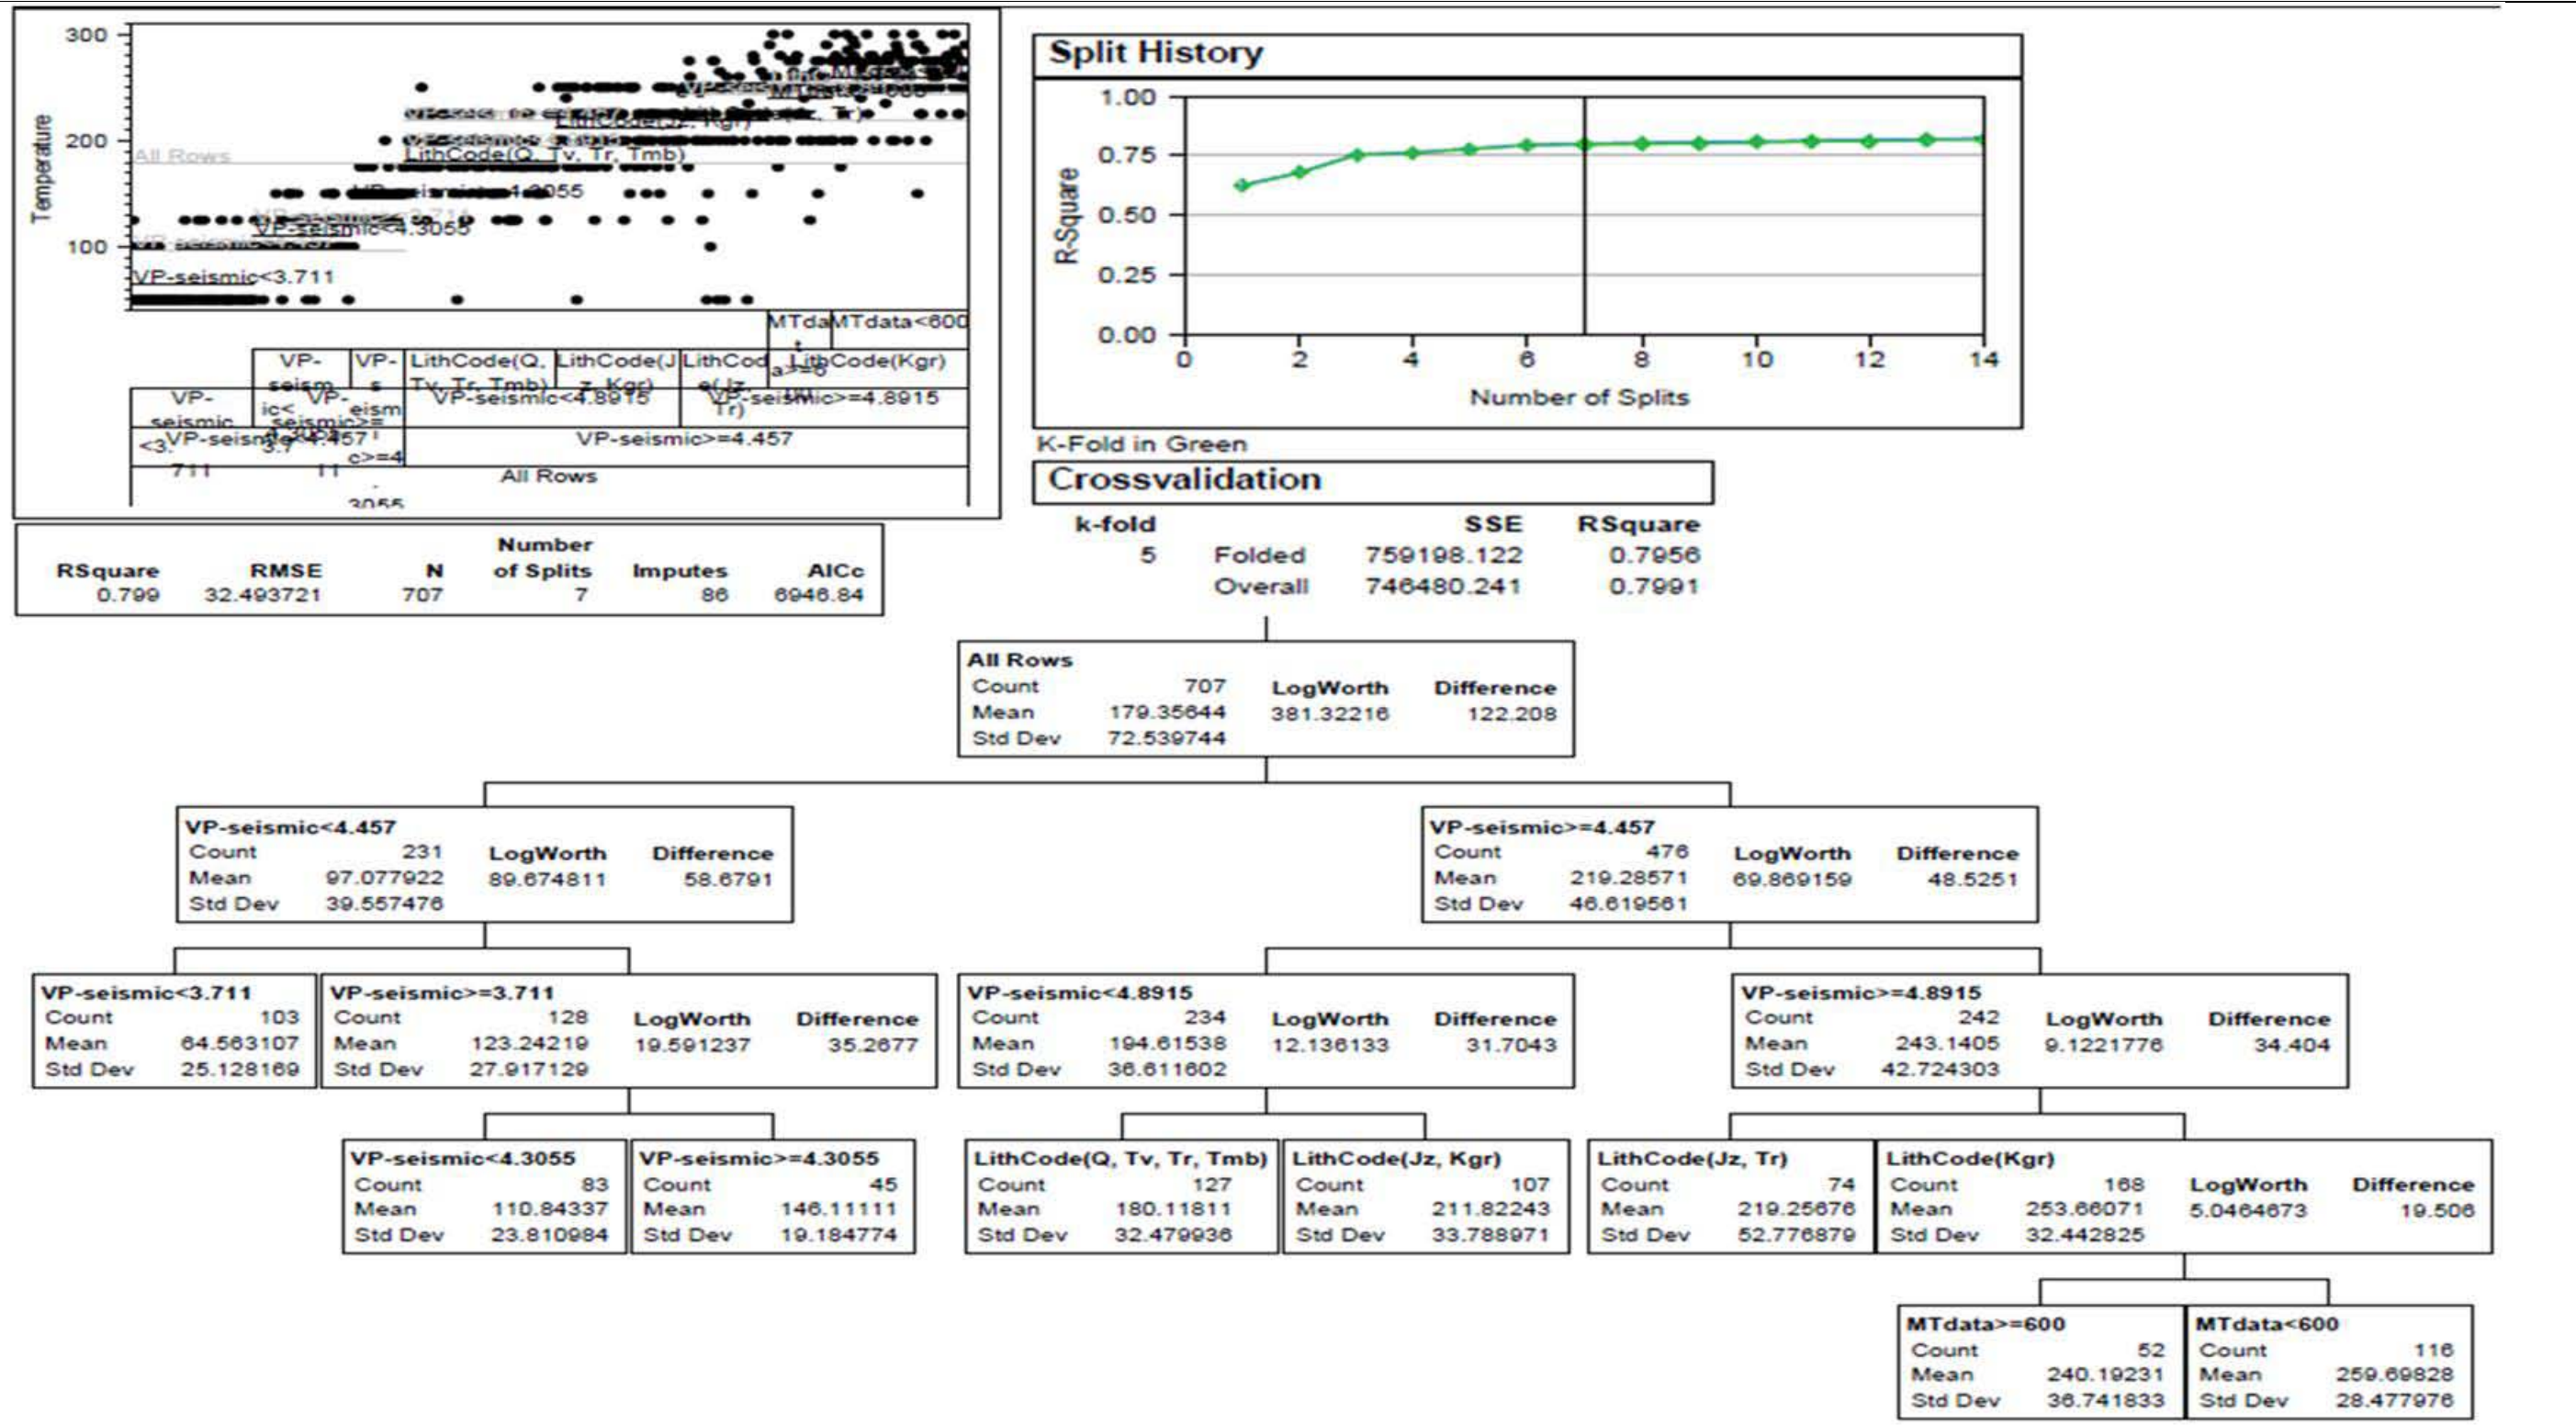 300
200
100
Temperature
All Rows
LithCode(Q, Tv, Tr, Tmb)
VP-seismic<4.3055
VP-seismic<3.711
MTdata<600
LithCode(Q, Tv, Tr, Tmb)
LithCode(Jz, Kgr)
LithCode(Jz, Tr)
LithCode(Kgr)
VP-seismic<3.711
VP-seismic<4.8915
VP-seismic>=4.8915
VP-seismic<4.457
VP-seismic>=4.457
All Rows
RSquare RMSE N Number of Splits Imputes AICc
0.799 32.493721 707 7 86 6946.84
Split History
1.00
0.75
0.50
0.25
0.00
R-Square
0 2 4 6 8 10 12 14
Number of Splits
K-Fold in Green
Crossvalidation
k-fold SSE RSquare
5 Folded 759198.122 0.7956
Overall 746480.241 0.7991
All Rows
Count 707 LogWorth Difference
Mean 179.35644 381.32216 122.208
Std Dev 72.539744
VP-seismic<4.457
Count 231 LogWorth Difference
Mean 97.077922 89.674811 58.6791
Std Dev 39.557476
VP-seismic>=4.457
Count 476 LogWorth Difference
Mean 219.28571 69.869159 48.5251
Std Dev 46.619561
VP-seismic<3.711
Count 103
Mean 64.563107
Std Dev 25.128169
VP-seismic>=3.711
Count 128 LogWorth Difference
Mean 123.24219 19.591237 35.2677
Std Dev 27.917129
VP-seismic<4.8915
Count 234 LogWorth Difference
Mean 194.61538 12.136133 31.7043
Std Dev 36.611602
VP-seismic>=4.8915
Count 242 LogWorth Difference
Mean 243.1405 9.1221776 34.404
Std Dev 42.724303
VP-seismic<4.3055
Count 83
Mean 110.84337
Std Dev 23.810984
VP-seismic>=4.3055
Count 45
Mean 146.11111
Std Dev 19.184774
LithCode(Q, Tv, Tr, Tmb)
Count 127
Mean 180.11811
Std Dev 32.479936
LithCode(Jz, Kgr)
Count 107
Mean 211.82243
Std Dev 33.788971
LithCode(Jz, Tr)
Count 74
Mean 219.25676
Std Dev 52.776879
LithCode(Kgr)
Count 168 LogWorth Difference
Mean 253.66071 5.0464673 19.506
Std Dev 32.442825
MTdata>=600
Count 52
Mean 240.19231
Std Dev 36.741833
MTdata<600
Count 116
Mean 259.69828
Std Dev 28.477976